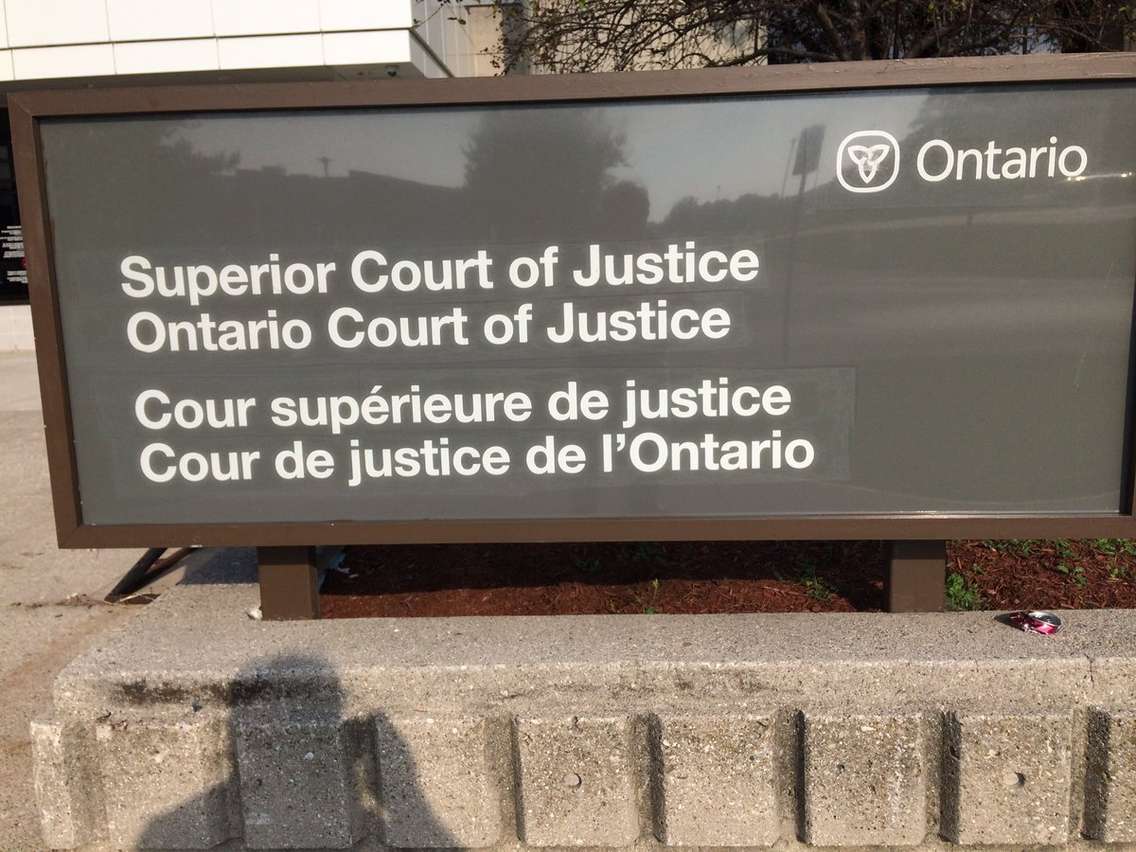 Ontario
Superior Court of Justice
Ontario Court of Justice
Cour supérieure de justice
Cour de justice de l'Ontario